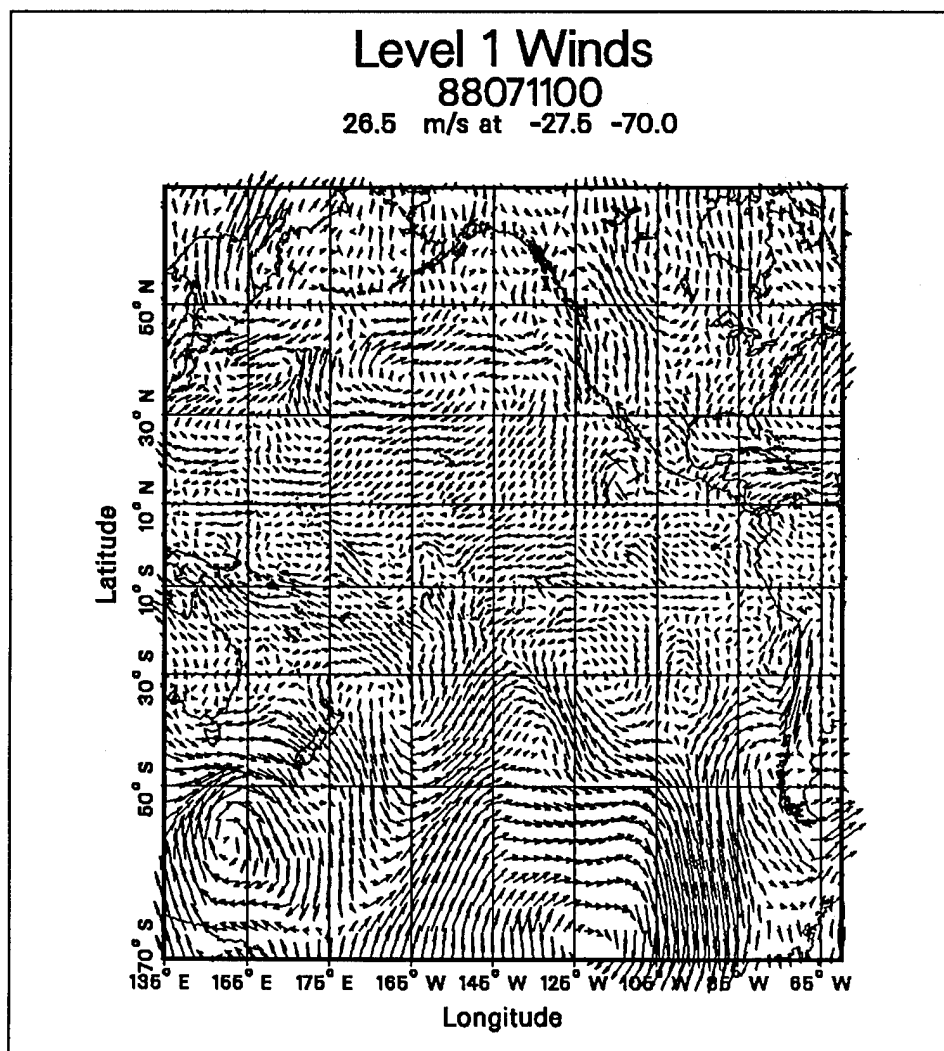 Level 1 Winds
88071100
26.5 m/s at -27.5 -70.0
Latitude
50° N
30° N
10° N
10° S
30° S
50° S
70° S
135° E 155° E 175° E 165° W 145° W 125° W 105° W 85° W 65° W
Longitude